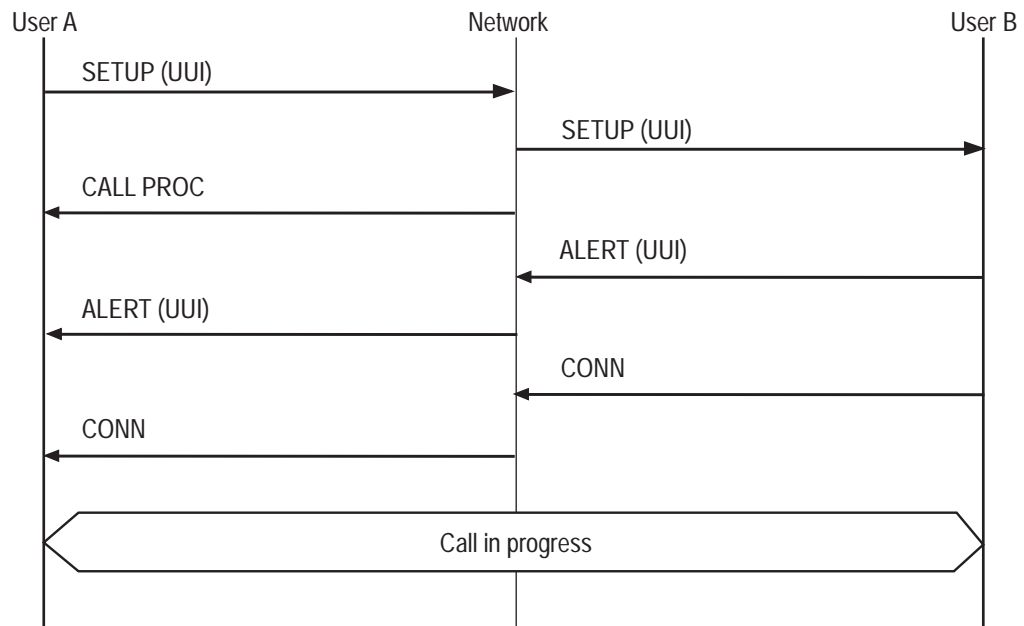 User A
Network
User B
SETUP (UUI)
SETUP (UUI)
CALL PROC
ALERT (UUI)
ALERT (UUI)
CONN
CONN
Call in progress